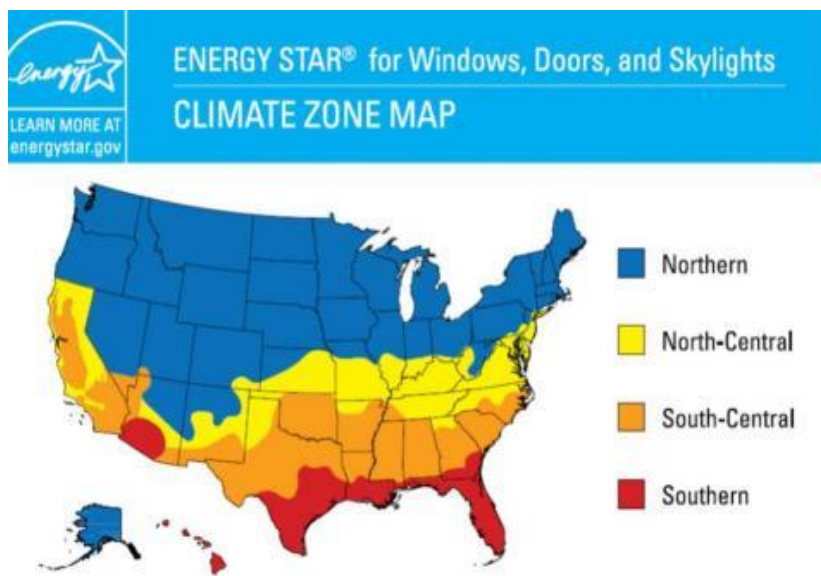 energy
LEARN MORE AT
energystar.gov
ENERGY STAR® for Windows, Doors, and Skylights
CLIMATE ZONE MAP
Northern
North-Central
South-Central
Southern